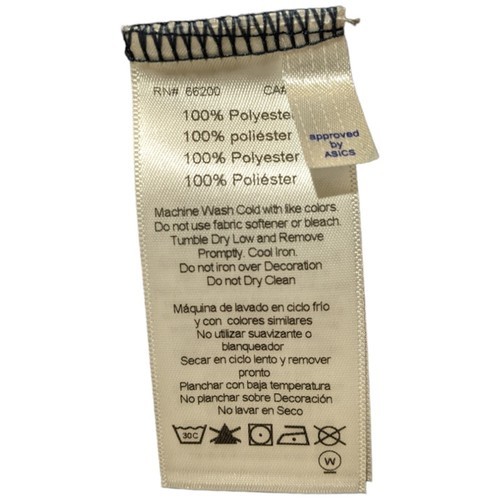 RN# 66200
100% Polyester
100% poliéster
100% Polyester
100% Poliéster
approved
by
ASICS
Machine Wash Cold with like colors.
Do not use fabric softener or bleach.
Tumble Dry Low and Remove
Promptly. Cool Iron.
Do not iron over Decoration
Do not Dry Clean
Máquina de lavado en ciclo frío
y con colores similares
No utilizar suavizante o
blanqueador
Secar en ciclo lento y remover
pronto
Planchar con baja temperatura
No planchar sobre Decoración
No lavar en Seco
30C
W